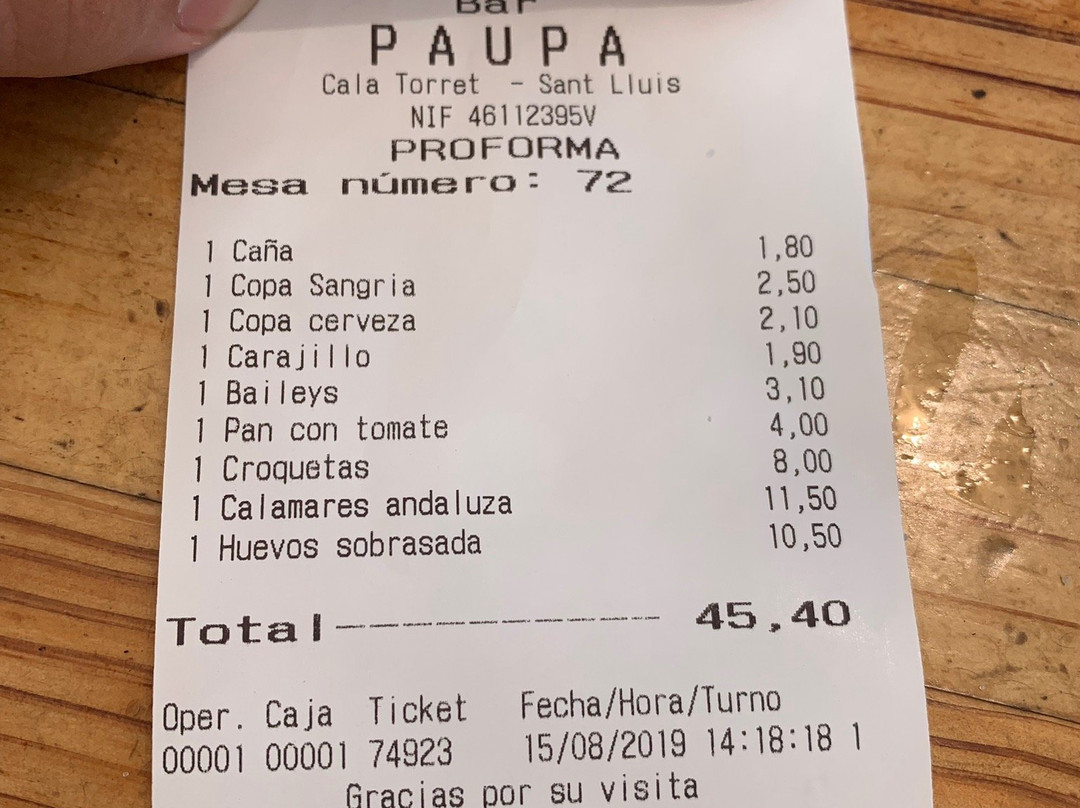 Bar
PAUPA
Cala Torret - Sant Lluis
NIF 46112395V
PROFORMA
Mesa número: 72
1 Caña 1,80
1 Copa Sangria 2,50
1 Copa cerveza 2,10
1 Carajillo 1,90
1 Baileys 3,10
1 Pan con tomate 4,00
1 Croquetas 8,00
1 Calamares andaluza 11,50
1 Huevos sobrasada 10,50
Total-------------- 45,40
Oper. Caja Ticket Fecha/Hora/Turno
00001 00001 74923 15/08/2019 14:18:18 1
Gracias por su visita